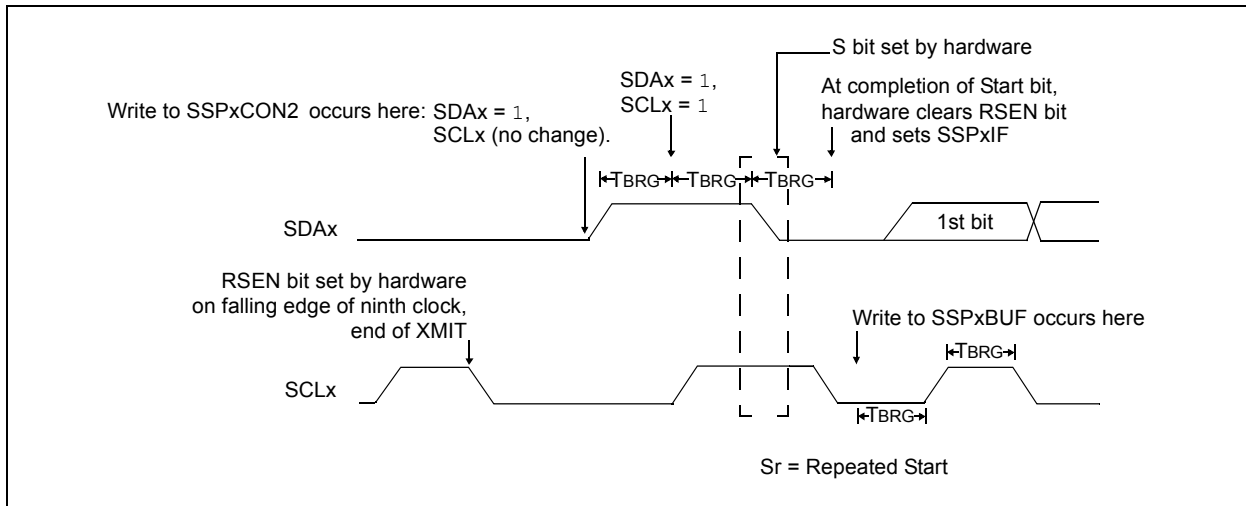 S bit set by hardware
SDAx = 1,
SCLx = 1
At completion of Start bit,
hardware clears RSEN bit
and sets SSPxIF
Write to SSPxCON2 occurs here: SDAx = 1,
SCLx (no change).
TBRG TBRG TBRG
SDAx
1st bit
RSEN bit set by hardware
on falling edge of ninth clock,
end of XMIT
Write to SSPxBUF occurs here
TBRG
SCLx
TBRG
Sr = Repeated Start